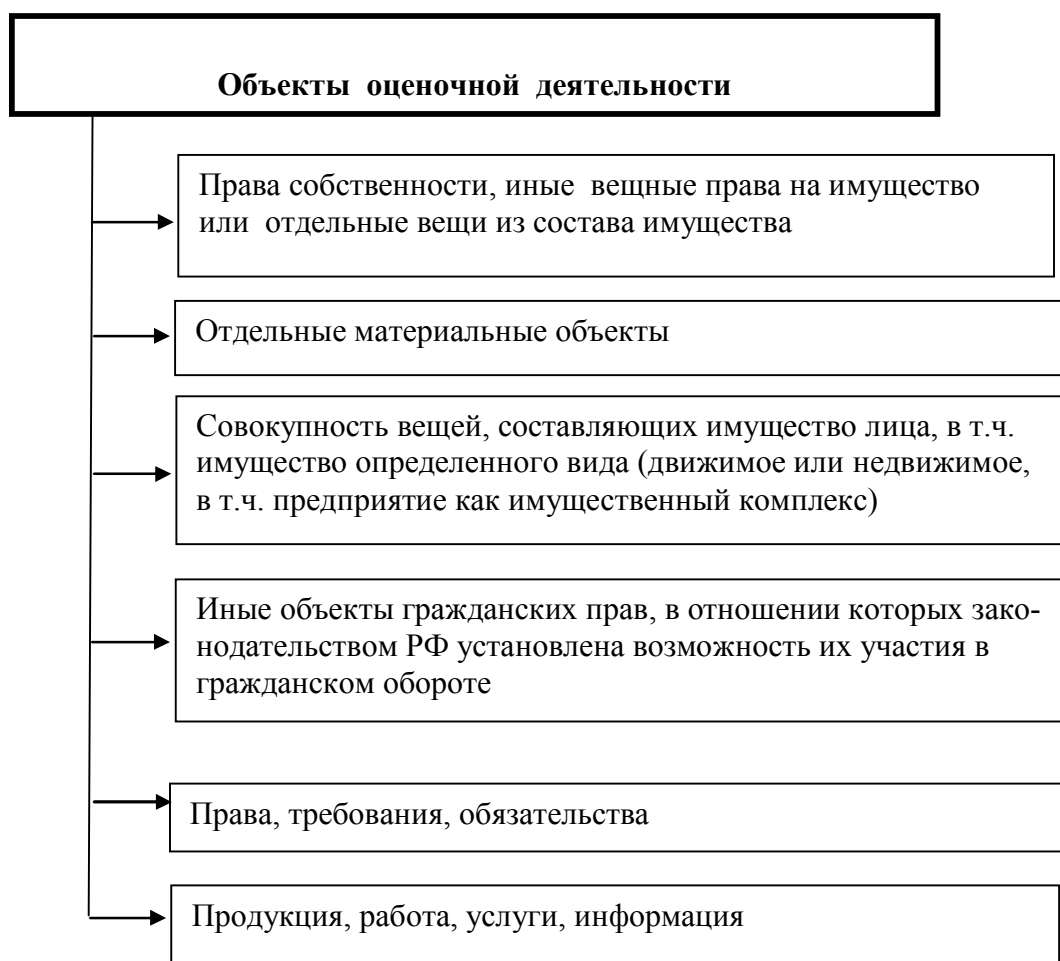 Объекты оценочной деятельности
Права собственности, иные вещные права на имущество
или отдельные вещи из состава имущества
Отдельные материальные объекты
Совокупность вещей, составляющих имущество лица, в т.ч.
имущество определенного вида (движимое или недвижимое,
в т.ч. предприятие как имущественный комплекс)
Иные объекты гражданских прав, в отношении которых зако-
нодательством РФ установлена возможность их участия в
гражданском обороте
Права, требования, обязательства
Продукция, работа, услуги, информация